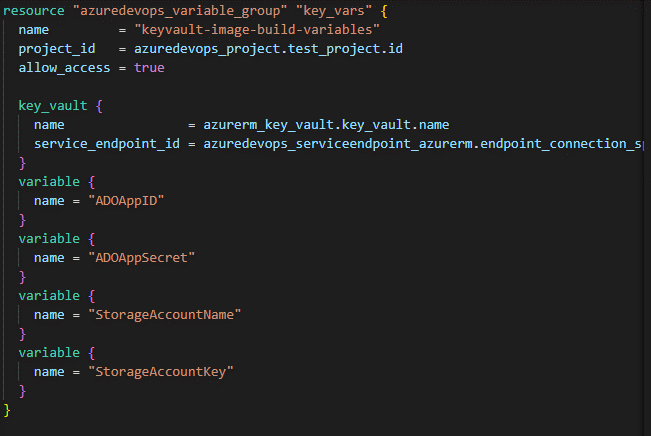 resource "azuredevops_variable_group" "key_vars" {
  name         = "keyvault-image-build-variables"
  project_id   = azuredevops_project.test_project.id
  allow_access = true

  key_vault {
    name                = azurerm_key_vault.key_vault.name
    service_endpoint_id = azuredevops_serviceendpoint_azurerm.endpoint_connection_sp
  }
  variable {
    name = "ADOAppID"
  }
  variable {
    name = "ADOAppSecret"
  }
  variable {
    name = "StorageAccountName"
  }
  variable {
    name = "StorageAccountKey"
  }
}